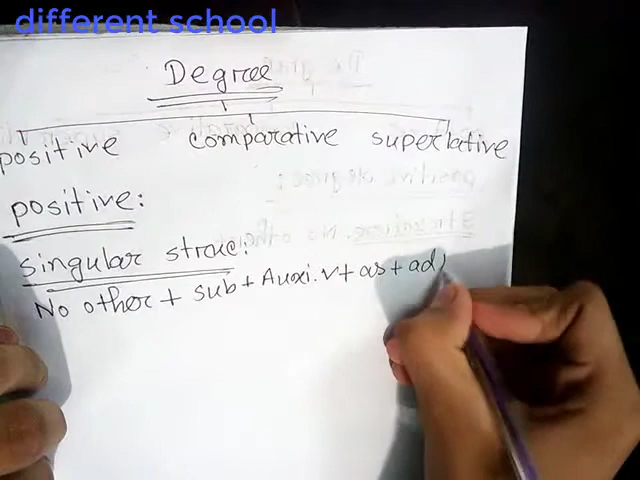 different school
Degree
positive comparative superlative
positive:
singular struc:
No other + sub + Auxi. v + as + adj